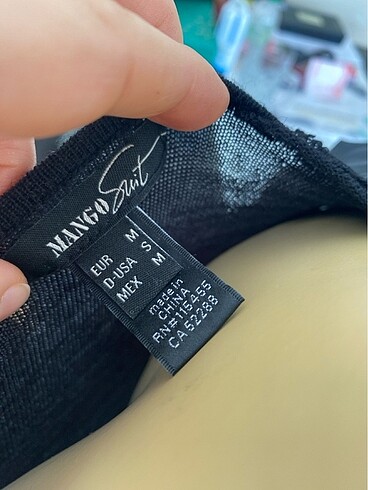 MANGO Suit
EUR M
D-USA S
MEX M
made in
CHINA
RN#115455
CA 52288